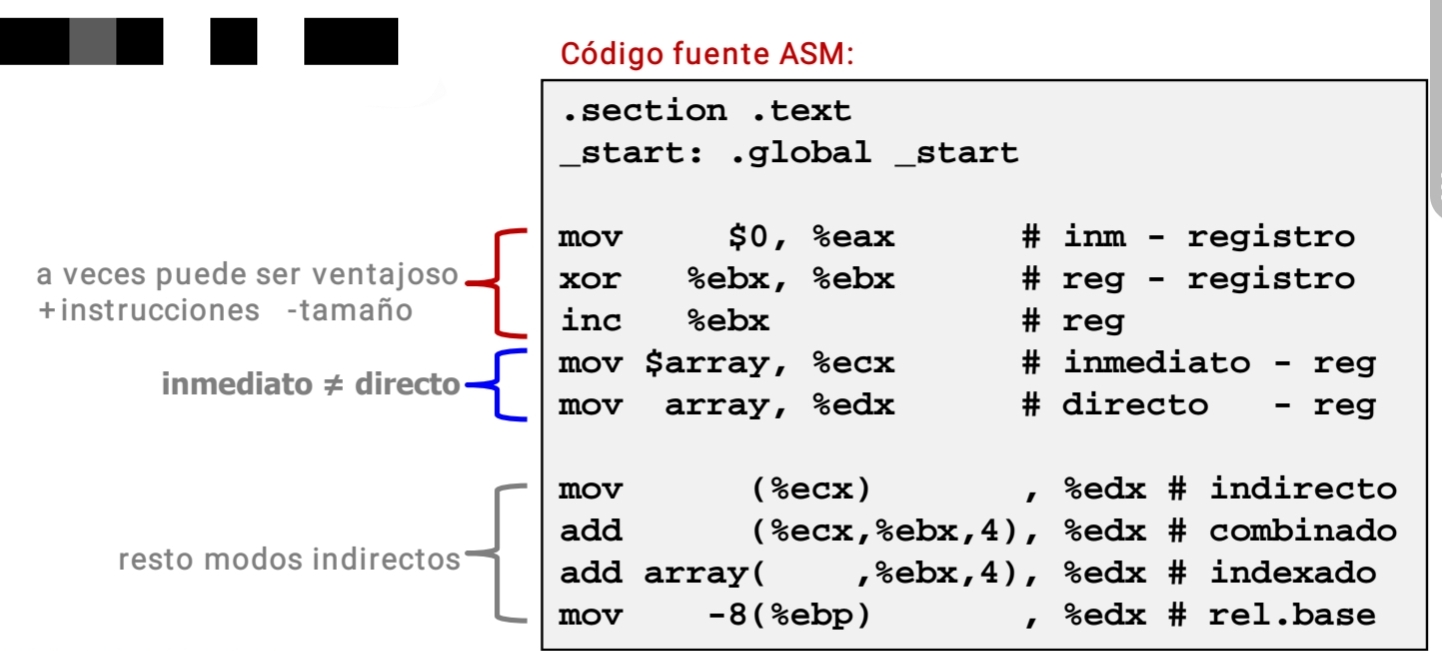 Código fuente ASM:
.section .text
_start: .global _start
mov $0, %eax # inm - registro
a veces puede ser ventajoso
xor %ebx, %ebx # reg - registro
+instrucciones -tamaño
inc %ebx # reg
mov $array, %ecx # inmediato - reg
inmediato ≠ directo
mov array, %edx # directo - reg
mov (%ecx) , %edx # indirecto
add (%ecx,%ebx,4), %edx # combinado
resto modos indirectos
add array( ,%ebx,4), %edx # indexado
mov -8(%ebp) , %edx # rel.base